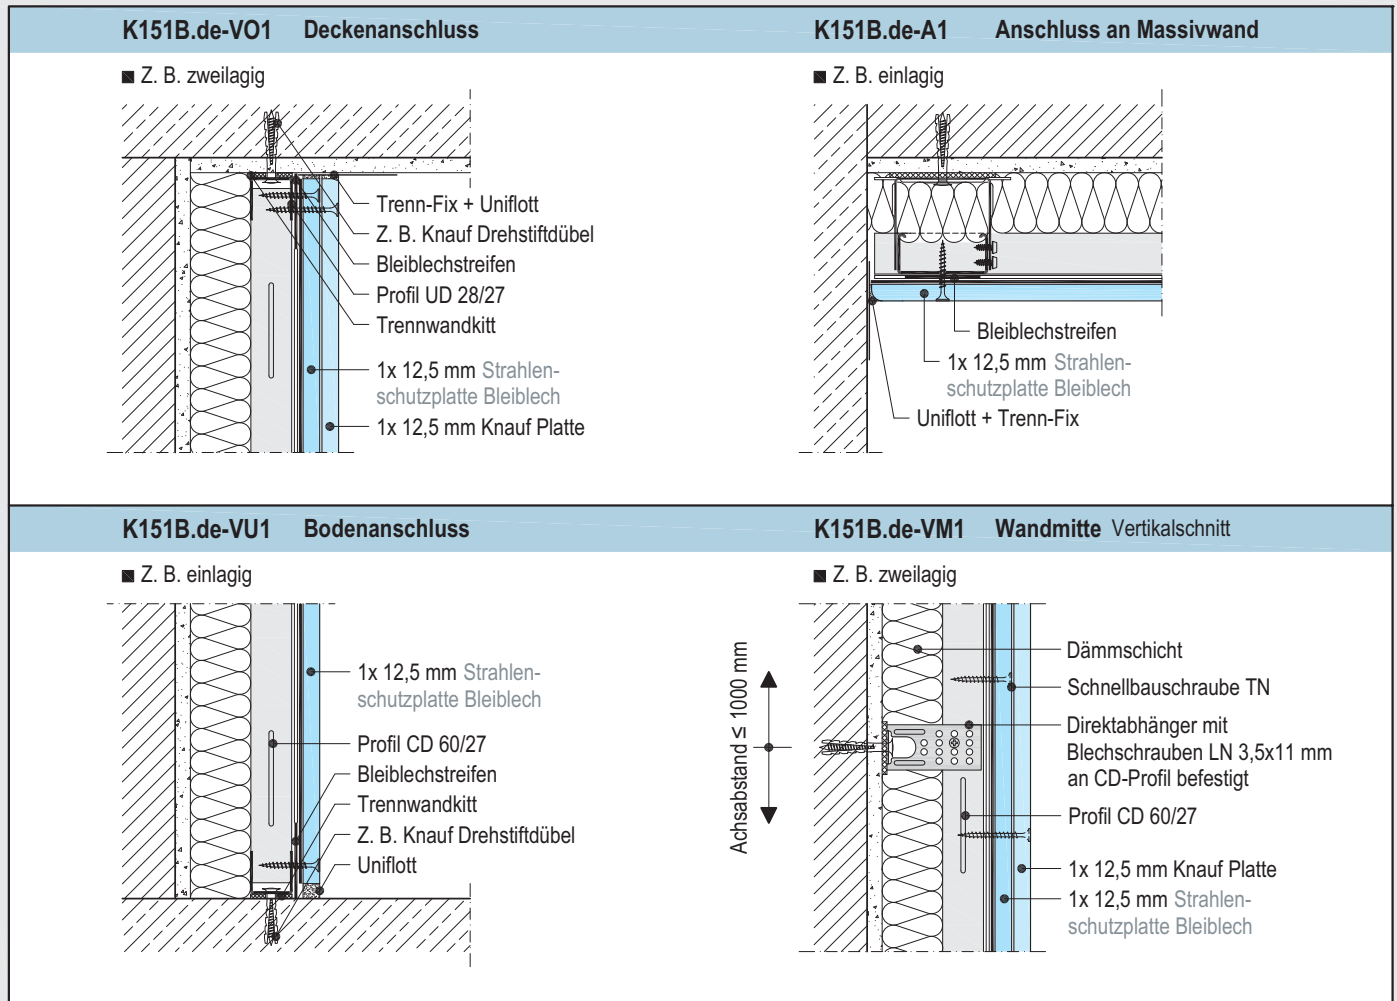 K151B.de-VO1 Deckenanschluss
■ Z. B. zweilagig
Trenn-Fix + Uniflott
Z. B. Knauf Drehstiftdübel
Bleiblechstreifen
Profil UD 28/27
Trennwandkitt
1x 12,5 mm Strahlen-
schutzplatte Bleiblech
1x 12,5 mm Knauf Platte
K151B.de-A1 Anschluss an Massivwand
■ Z. B. einlagig
Bleiblechstreifen
1x 12,5 mm Strahlen-
schutzplatte Bleiblech
Uniflott + Trenn-Fix
K151B.de-VU1 Bodenanschluss
■ Z. B. einlagig
1x 12,5 mm Strahlen-
schutzplatte Bleiblech
Profil CD 60/27
Bleiblechstreifen
Trennwandkitt
Z. B. Knauf Drehstiftdübel
Uniflott
K151B.de-VM1 Wandmitte Vertikalschnitt
■ Z. B. zweilagig
Achsabstand ≤ 1000 mm
Dämmschicht
Schnellbauschraube TN
Direktabhänger mit
Blechschrauben LN 3,5x11 mm
an CD-Profil befestigt
Profil CD 60/27
1x 12,5 mm Knauf Platte
1x 12,5 mm Strahlen-
schutzplatte Bleiblech